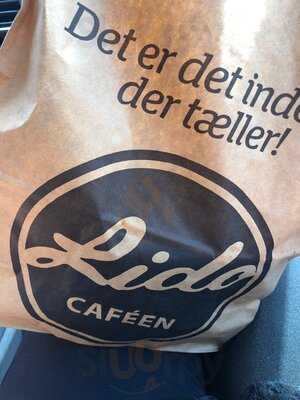 Det er det inde
der tæller!
Lido
CAFÉEN